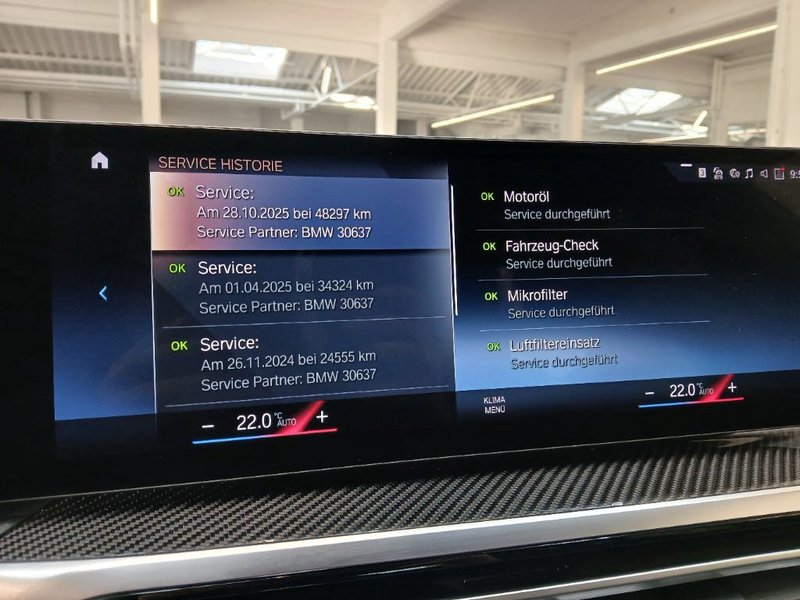 SERVICE HISTORIE
OK Service:
Am 28.10.2025 bei 48297 km
Service Partner: BMW 30637
OK Service:
Am 01.04.2025 bei 34324 km
Service Partner: BMW 30637
OK Service:
Am 26.11.2024 bei 24555 km
Service Partner: BMW 30637
3
OK Motoröl
Service durchgeführt
OK Fahrzeug-Check
Service durchgeführt
OK Mikrofilter
Service durchgeführt
OK Luftfiltereinsatz
Service durchgeführt
− 22.0 °C AUTO +
KLIMA
MENÜ
− 22.0 °C AUTO +